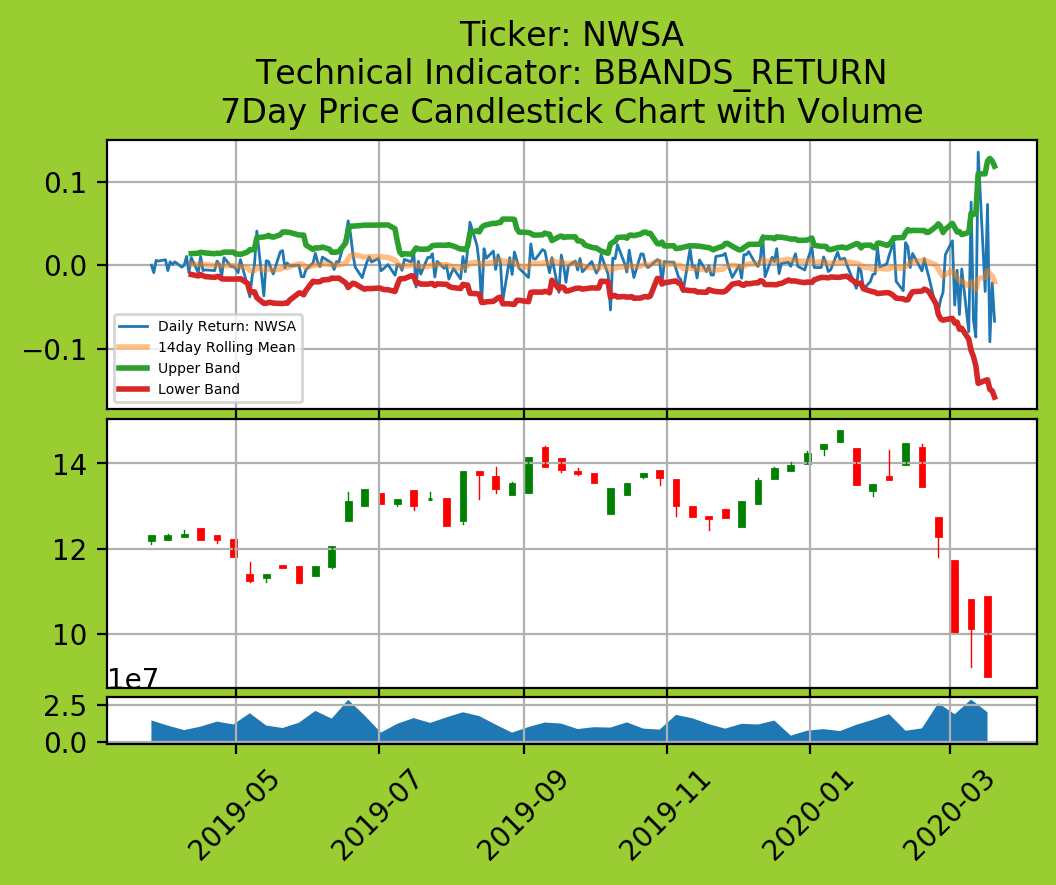 Ticker: NWSA
Technical Indicator: BBANDS_RETURN
7Day Price Candlestick Chart with Volume
0.1
0.0
−0.1
Daily Return: NWSA
14day Rolling Mean
Upper Band
Lower Band
14
12
10
1e7
2.5
0.0
2019-05
2019-07
2019-09
2019-11
2020-01
2020-03